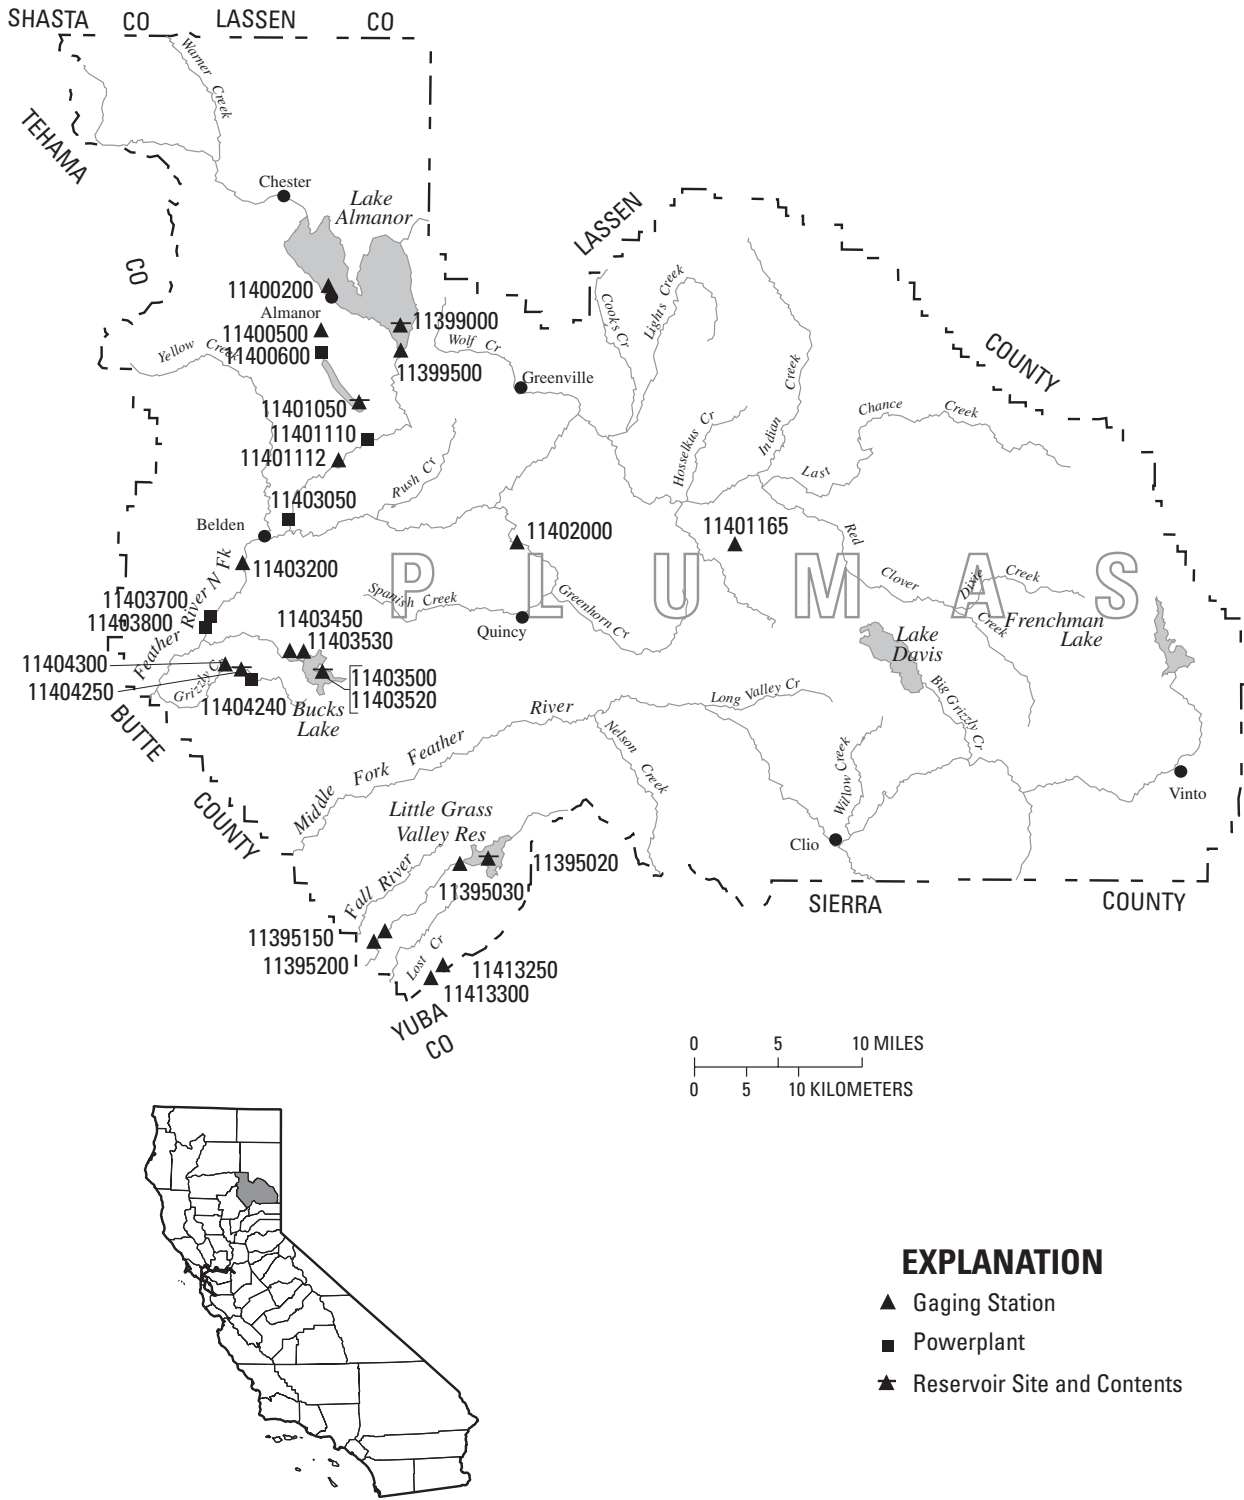 SHASTA CO LASSEN CO
Warner Creek
TEHAMA
CO
Chester
Lake
Almanor
LASSEN
11400200
Almanor
11400500
11400600
11399000
11399500
Yellow Creek
Wolf Cr
Greenville
Cooks Cr
Lights Creek
Indian Creek
Hosselkus Cr
COUNTY
Last Chance Creek
11401050
11401110
11401112
Rush Cr
11403050
Belden
11402000
11401165
Red Clover Creek
Dixie Creek
PLUMAS
11403200
Feather River N Fk
11403700
11403800
Spanish Creek
Greenhorn Cr
Quincy
11403450
11403530
Lake
Davis
Frenchman
Lake
11404300
11404250
Grizzly Cr
11404240
Bucks
Lake
11403500
11403520
BUTTE
COUNTY
Middle Fork Feather River
Long Valley Cr
Big Grizzly Cr
Nelson Creek
Willow Creek
Vinto
Clio
Little Grass
Valley Res
11395020
11395030
Fall River
11395150
11395200
Lost Cr
11413250
11413300
YUBA
CO
SIERRA COUNTY
0 5 10 MILES
0 5 10 KILOMETERS
EXPLANATION
Gaging Station
Powerplant
Reservoir Site and Contents